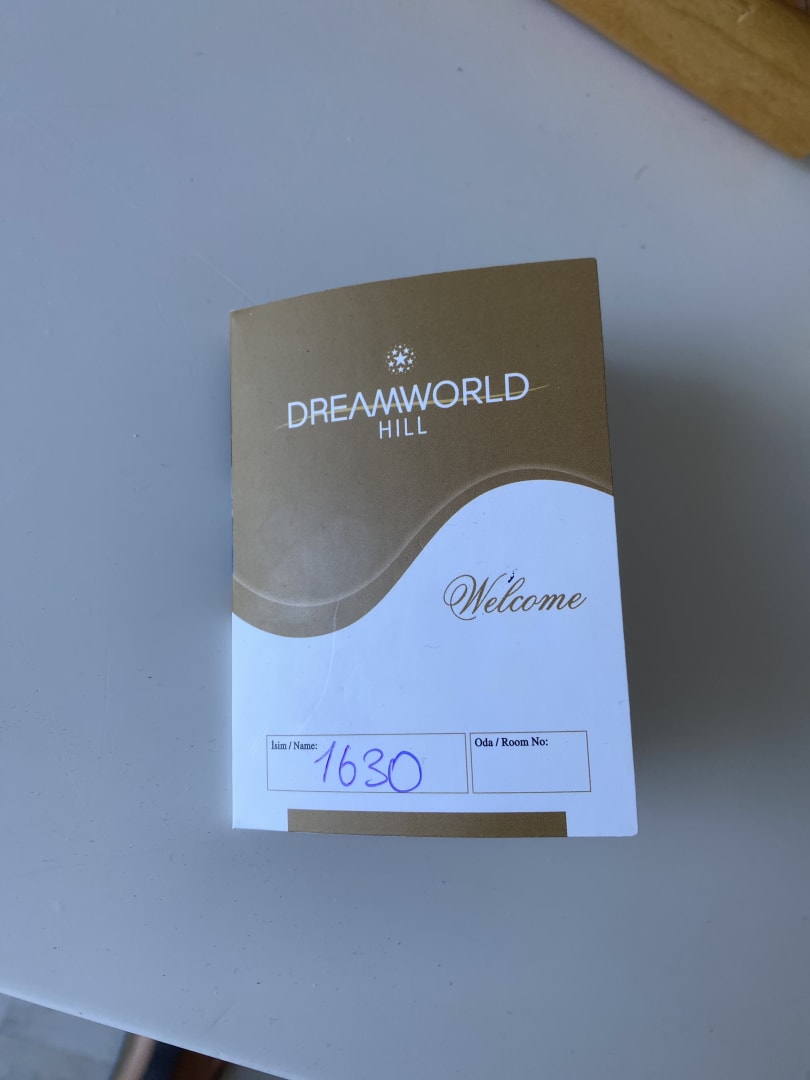 DREAMWORLD
HILL
Welcome
İsim / Name: 1630
Oda / Room No: